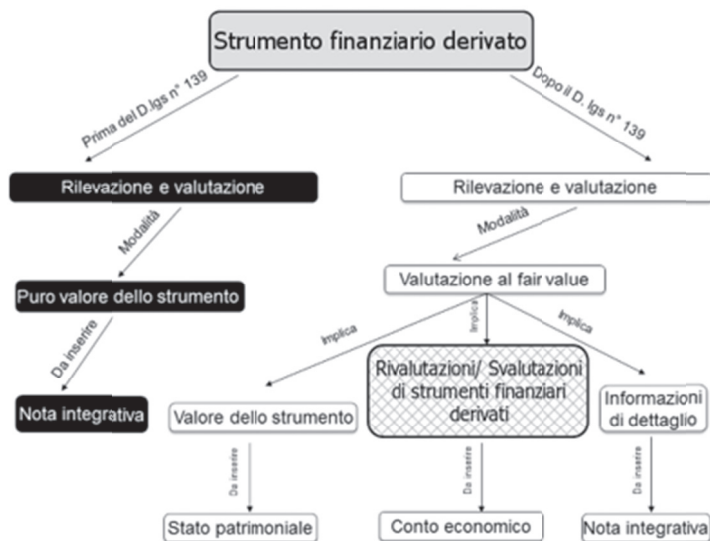 Strumento finanziario derivato
Prima del D.lgs n° 139
Dopo il D. lgs n° 139
Rilevazione e valutazione
Rilevazione e valutazione
Modalità
Modalità
Puro valore dello strumento
Valutazione al fair value
Da inserire
Implica
Implica
Implica
Nota integrativa
Valore dello strumento
Rivalutazioni/ Svalutazioni
di strumenti finanziari
derivati
Informazioni
di dettaglio
Da inserire
Da inserire
Da inserire
Stato patrimoniale
Conto economico
Nota integrativa